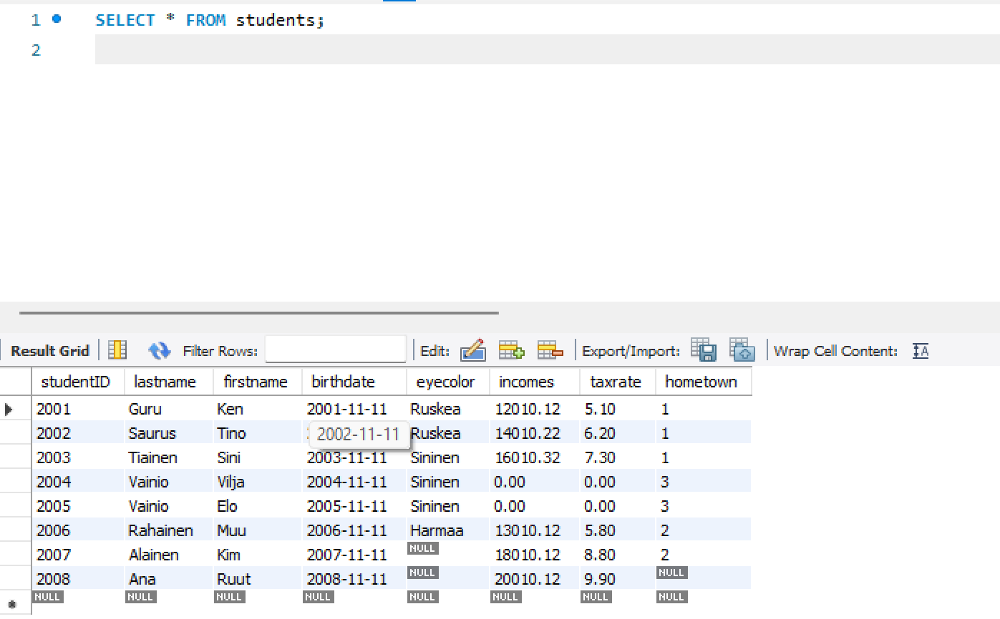 1 SELECT * FROM students;
2
Result Grid Filter Rows: Edit: Export/Import: Wrap Cell Content: A
studentID lastname firstname birthdate eyecolor incomes taxrate hometown
2001 Guru Ken 2001-11-11 Ruskea 12010.12 5.10 1
2002 Saurus Tino 2002-11-11 Ruskea 14010.22 6.20 1
2003 Tiainen Sini 2003-11-11 Sininen 16010.32 7.30 1
2004 Vainio Vilja 2004-11-11 Sininen 0.00 0.00 3
2005 Vainio Elo 2005-11-11 Sininen 0.00 0.00 3
2006 Rahainen Muu 2006-11-11 Harmaa 13010.12 5.80 2
2007 Alainen Kim 2007-11-11 NULL 18010.12 8.80 2
2008 Ana Ruut 2008-11-11 NULL 20010.12 9.90 NULL
NULL NULL NULL NULL NULL NULL NULL NULL